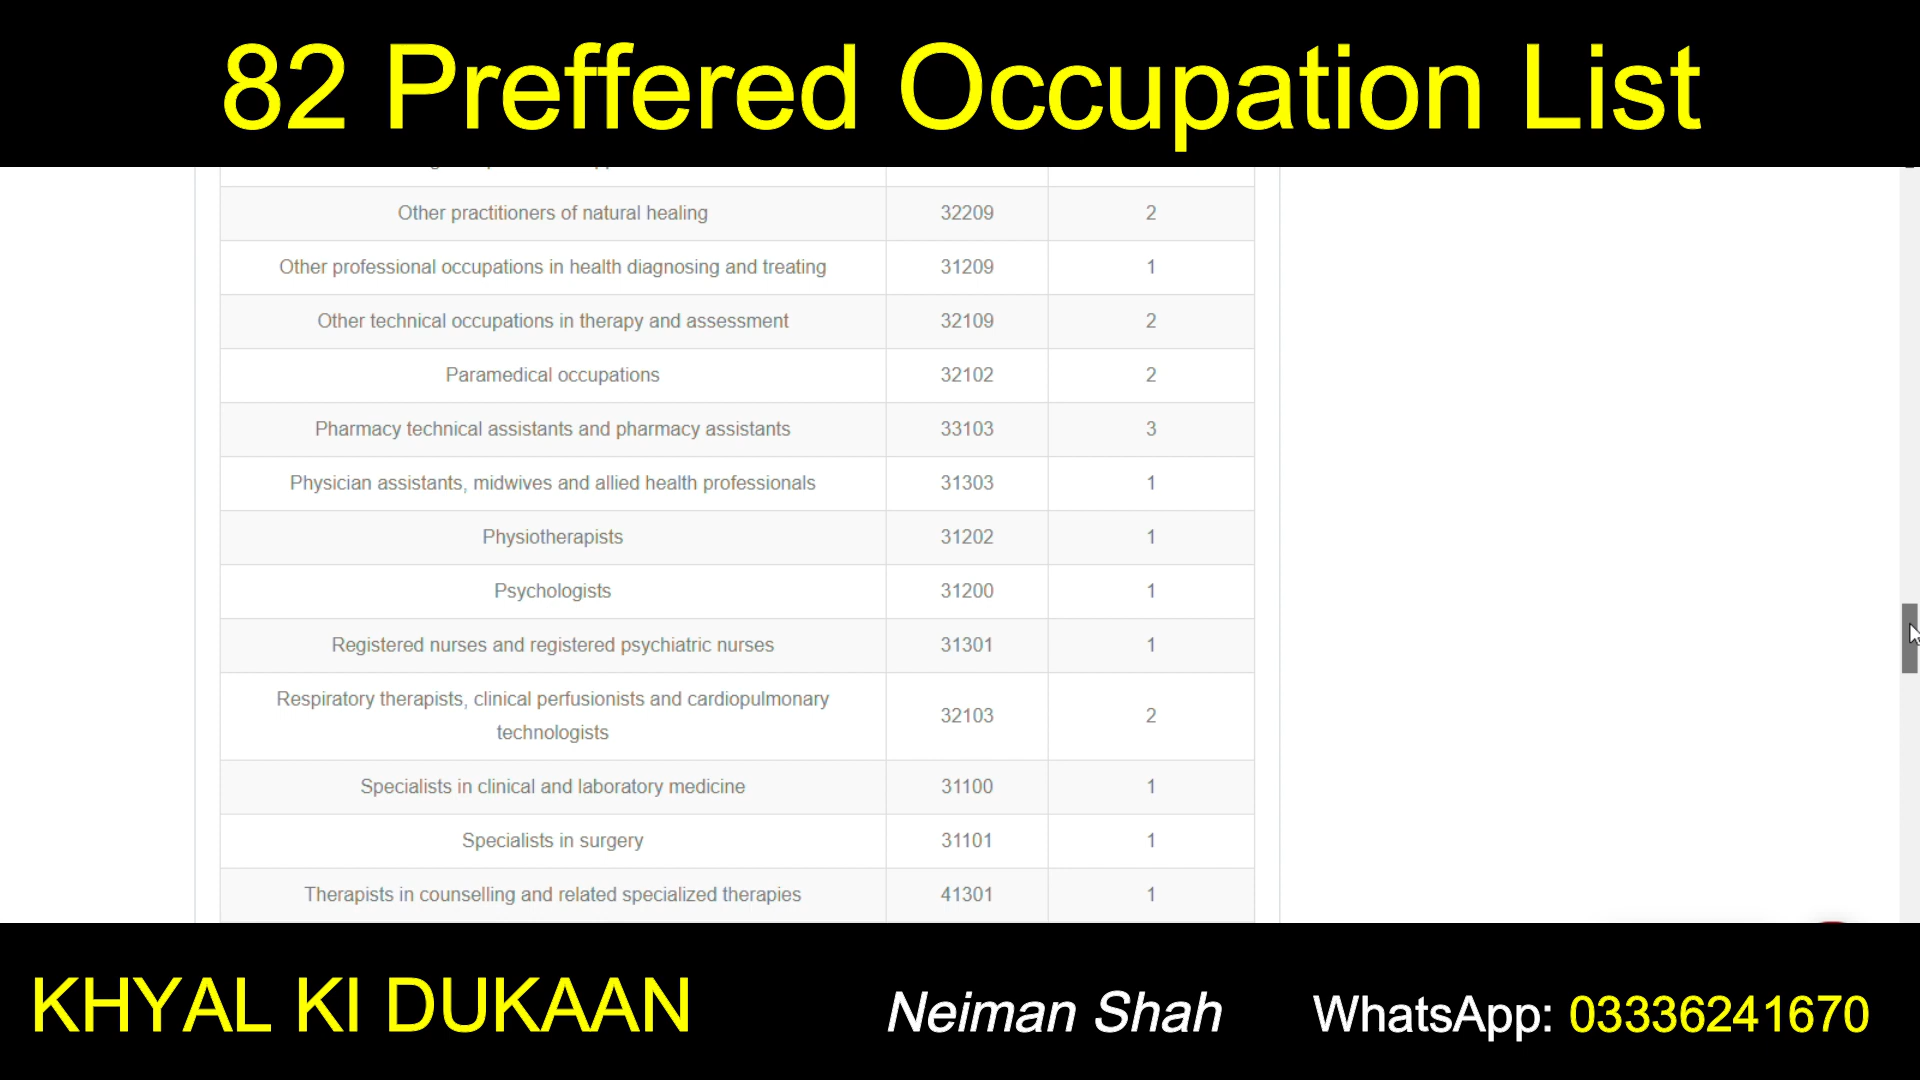 82 Preffered Occupation List
Other practitioners of natural healing 32209 2
Other professional occupations in health diagnosing and treating 31209 1
Other technical occupations in therapy and assessment 32109 2
Paramedical occupations 32102 2
Pharmacy technical assistants and pharmacy assistants 33103 3
Physician assistants, midwives and allied health professionals 31303 1
Physiotherapists 31202 1
Psychologists 31200 1
Registered nurses and registered psychiatric nurses 31301 1
Respiratory therapists, clinical perfusionists and cardiopulmonary
technologists 32103 2
Specialists in clinical and laboratory medicine 31100 1
Specialists in surgery 31101 1
Therapists in counselling and related specialized therapies 41301 1
KHYAL KI DUKAAN Neiman Shah WhatsApp: 03336241670